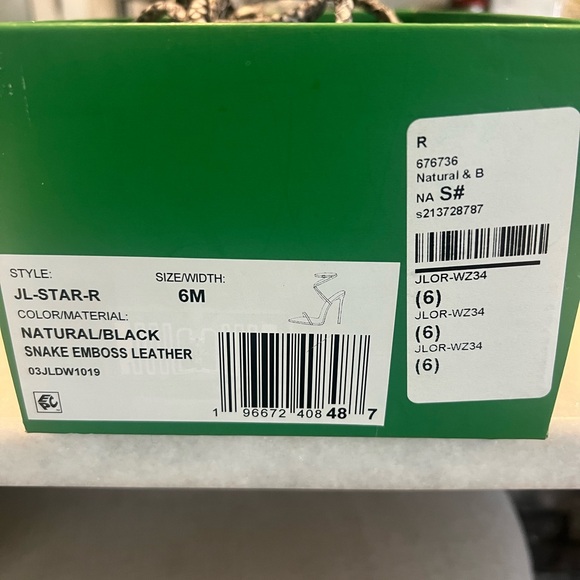 STYLE:
JL-STAR-R
SIZE/WIDTH:
6M
COLOR/MATERIAL:
NATURAL/BLACK
SNAKE EMBOSS LEATHER
03JLDW1019
1 96672 40848 7
R
676736
Natural & B
NA S#
s213728787
JLOR-WZ34
(6)
JLOR-WZ34
(6)
JLOR-WZ34
(6)